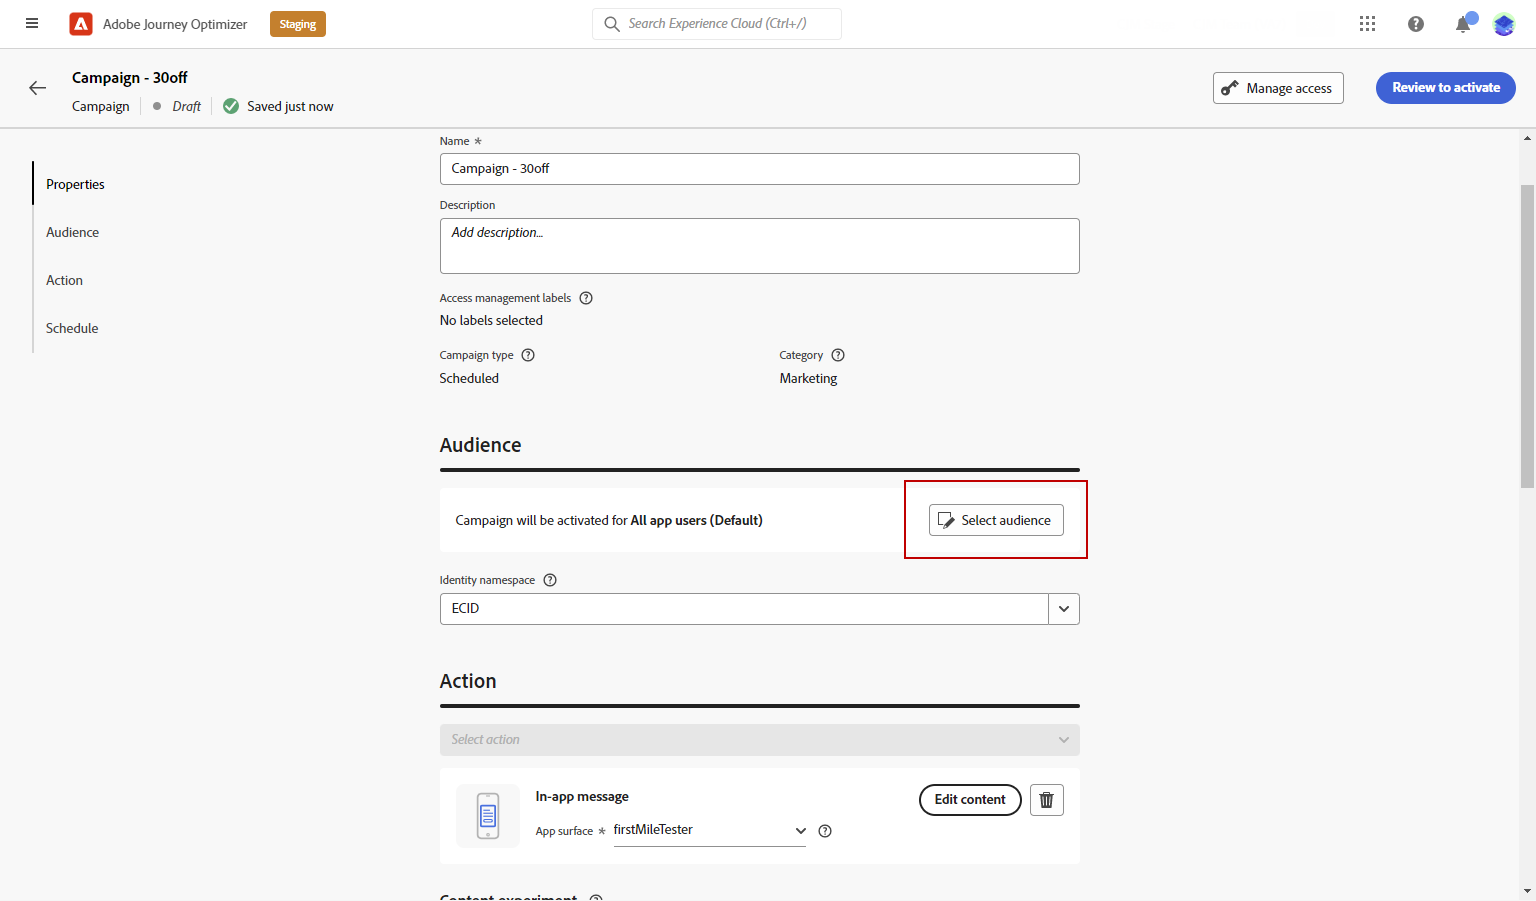 Adobe Journey Optimizer
Staging
Search Experience Cloud (Ctrl+/)
Campaign - 30off
Campaign
Draft
Saved just now
Manage access
Review to activate
Properties
Audience
Action
Schedule
Name *
Campaign - 30off
Description
Add description...
Access management labels
No labels selected
Campaign type
Category
Scheduled
Marketing
Audience
Campaign will be activated for All app users (Default)
Select audience
Identity namespace
ECID
Action
Select action
In-app message
App surface * firstMileTester
Edit content
Content experiment